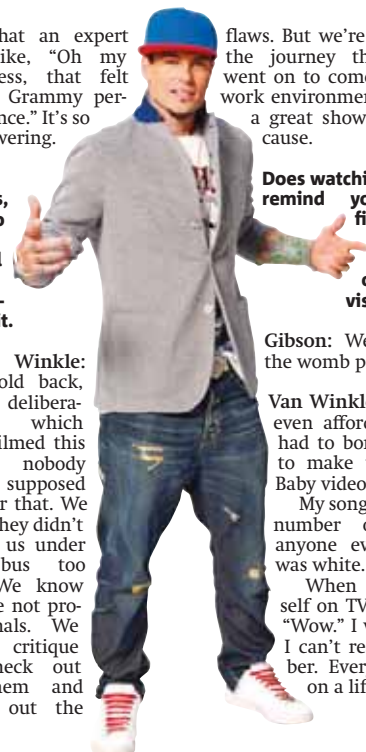 hat an expert
ike, "Oh my
ess, that felt
Grammy per-
nce." It's so
wering.
s,
-
it.
Winkle:
old back,
delibera-
which
ilmed this
nobody
supposed
r that. We
hey didn't
us under
bus too
We know
e not pro-
nals. We
critique
heck out
hem and
out the
flaws. But we're
the journey th
went on to come
work environmen
a great show
cause.
Does watchi
remind yo
fi
vis
Gibson: We
the womb p
Van Winkle
even affor
had to bor
to make
Baby video
My song
number o
anyone ev
was white.
When
self on TV
"Wow." I w
I can't re
ber. Ever
on a lif